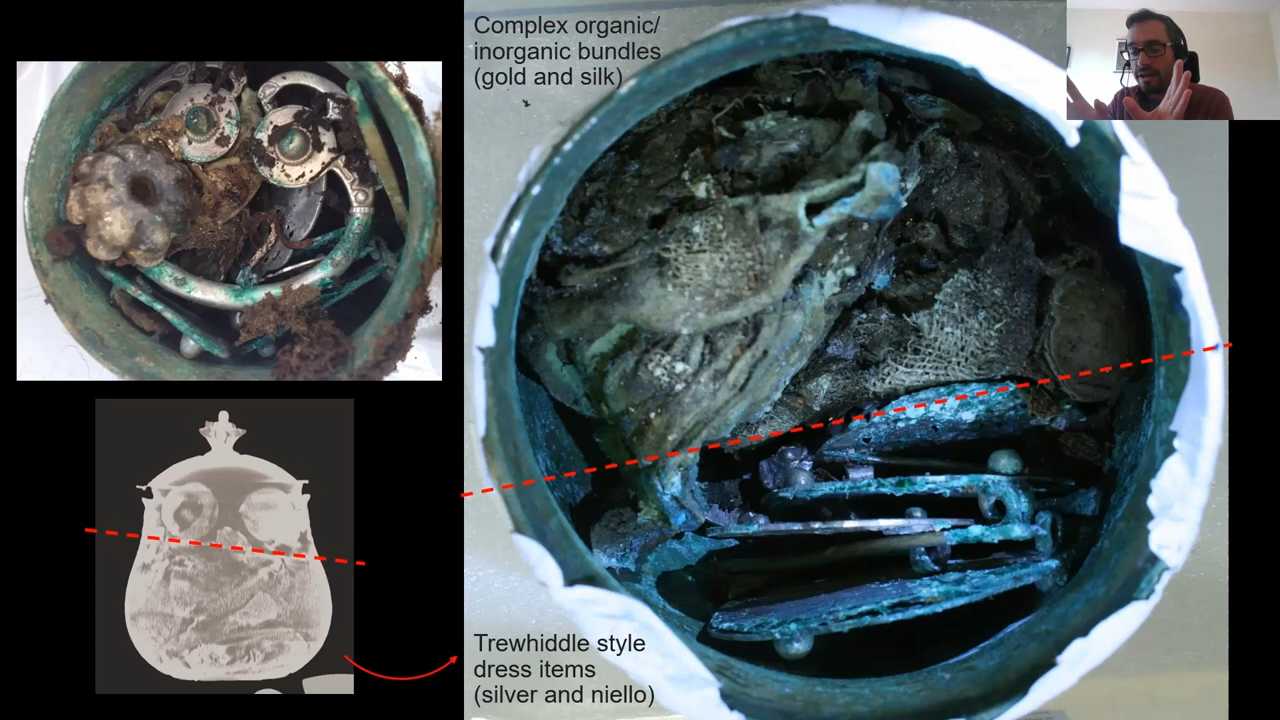 Complex organic/
inorganic bundles
(gold and silk)
Trewhiddle style
dress items
(silver and niello)